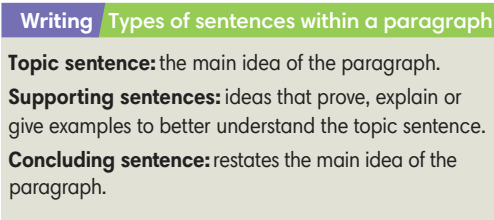 Writing Types of sentences within a paragraph
Topic sentence: the main idea of the paragraph.
Supporting sentences: ideas that prove, explain or
give examples to better understand the topic sentence.
Concluding sentence: restates the main idea of the
paragraph.